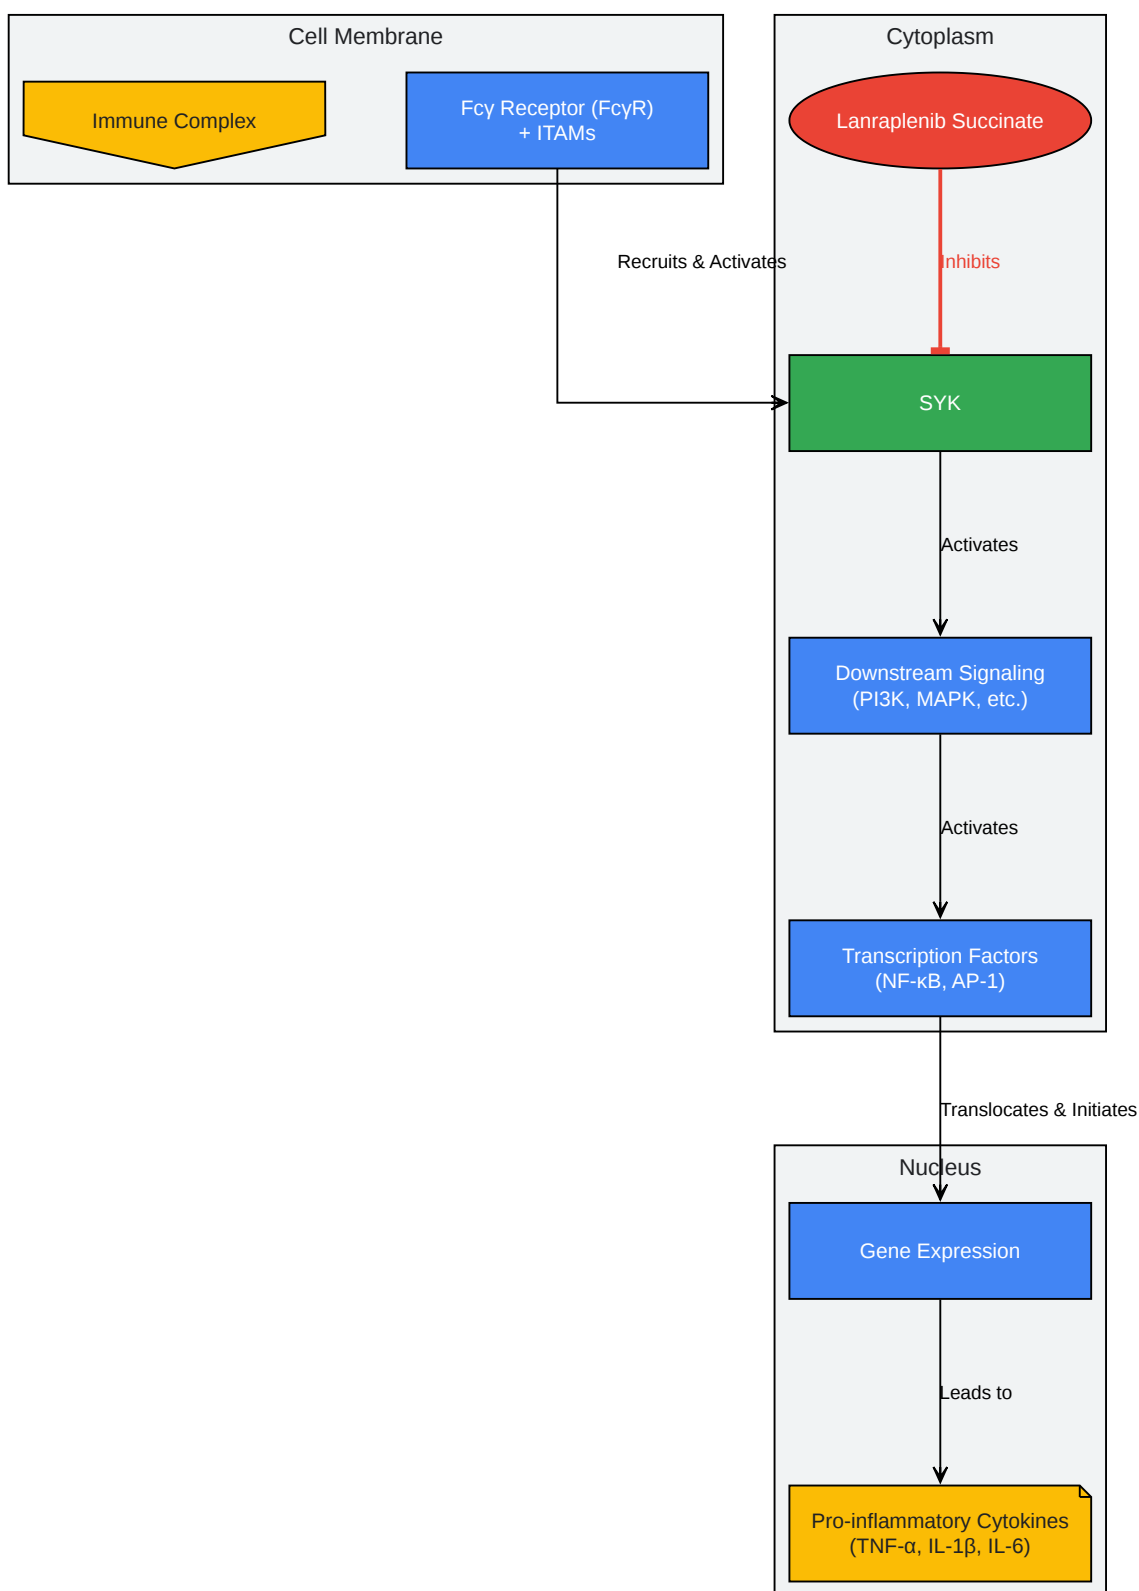 Cell Membrane
Immune Complex
Fcγ Receptor (FcγR)
+ ITAMs
Cytoplasm
Lanraplenib Succinate
Recruits & Activates
Inhibits
SYK
Activates
Downstream Signaling
(PI3K, MAPK, etc.)
Activates
Transcription Factors
(NF-κB, AP-1)
Translocates & Initiates
Nucleus
Gene Expression
Leads to
Pro-inflammatory Cytokines
(TNF-α, IL-1β, IL-6)